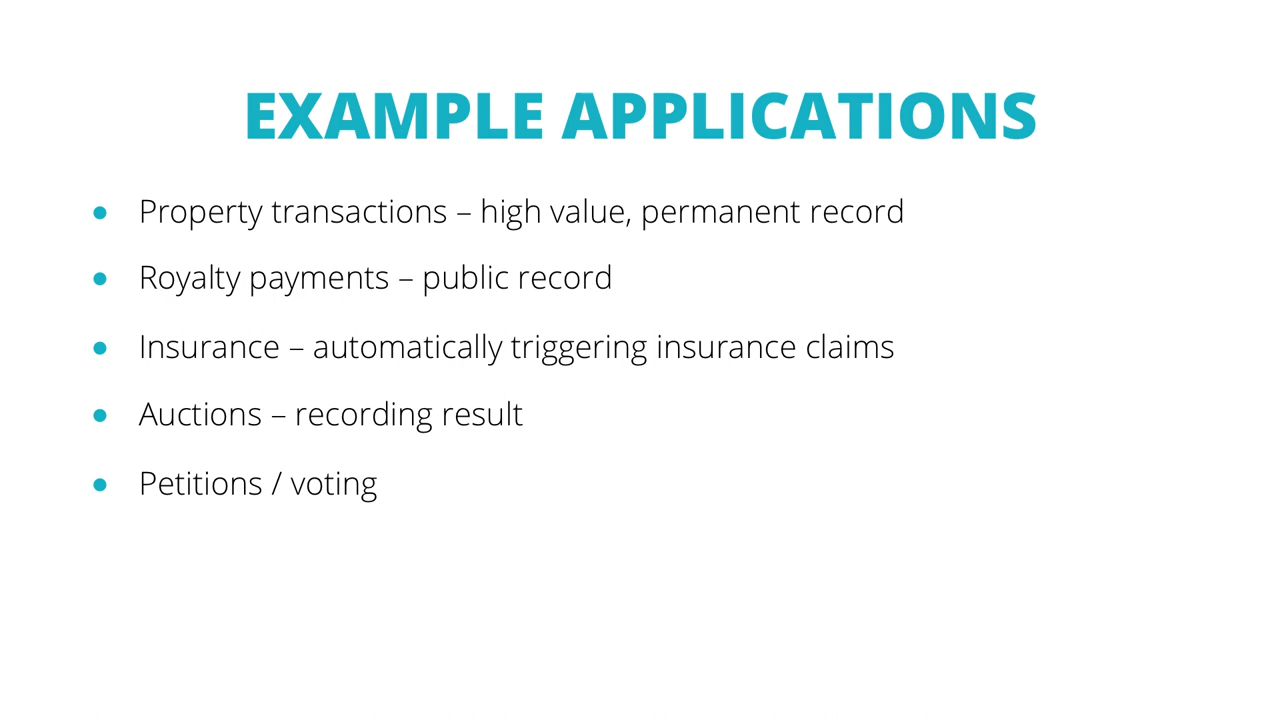 EXAMPLE APPLICATIONS
● Property transactions – high value, permanent record
● Royalty payments – public record
● Insurance – automatically triggering insurance claims
● Auctions – recording result
● Petitions / voting